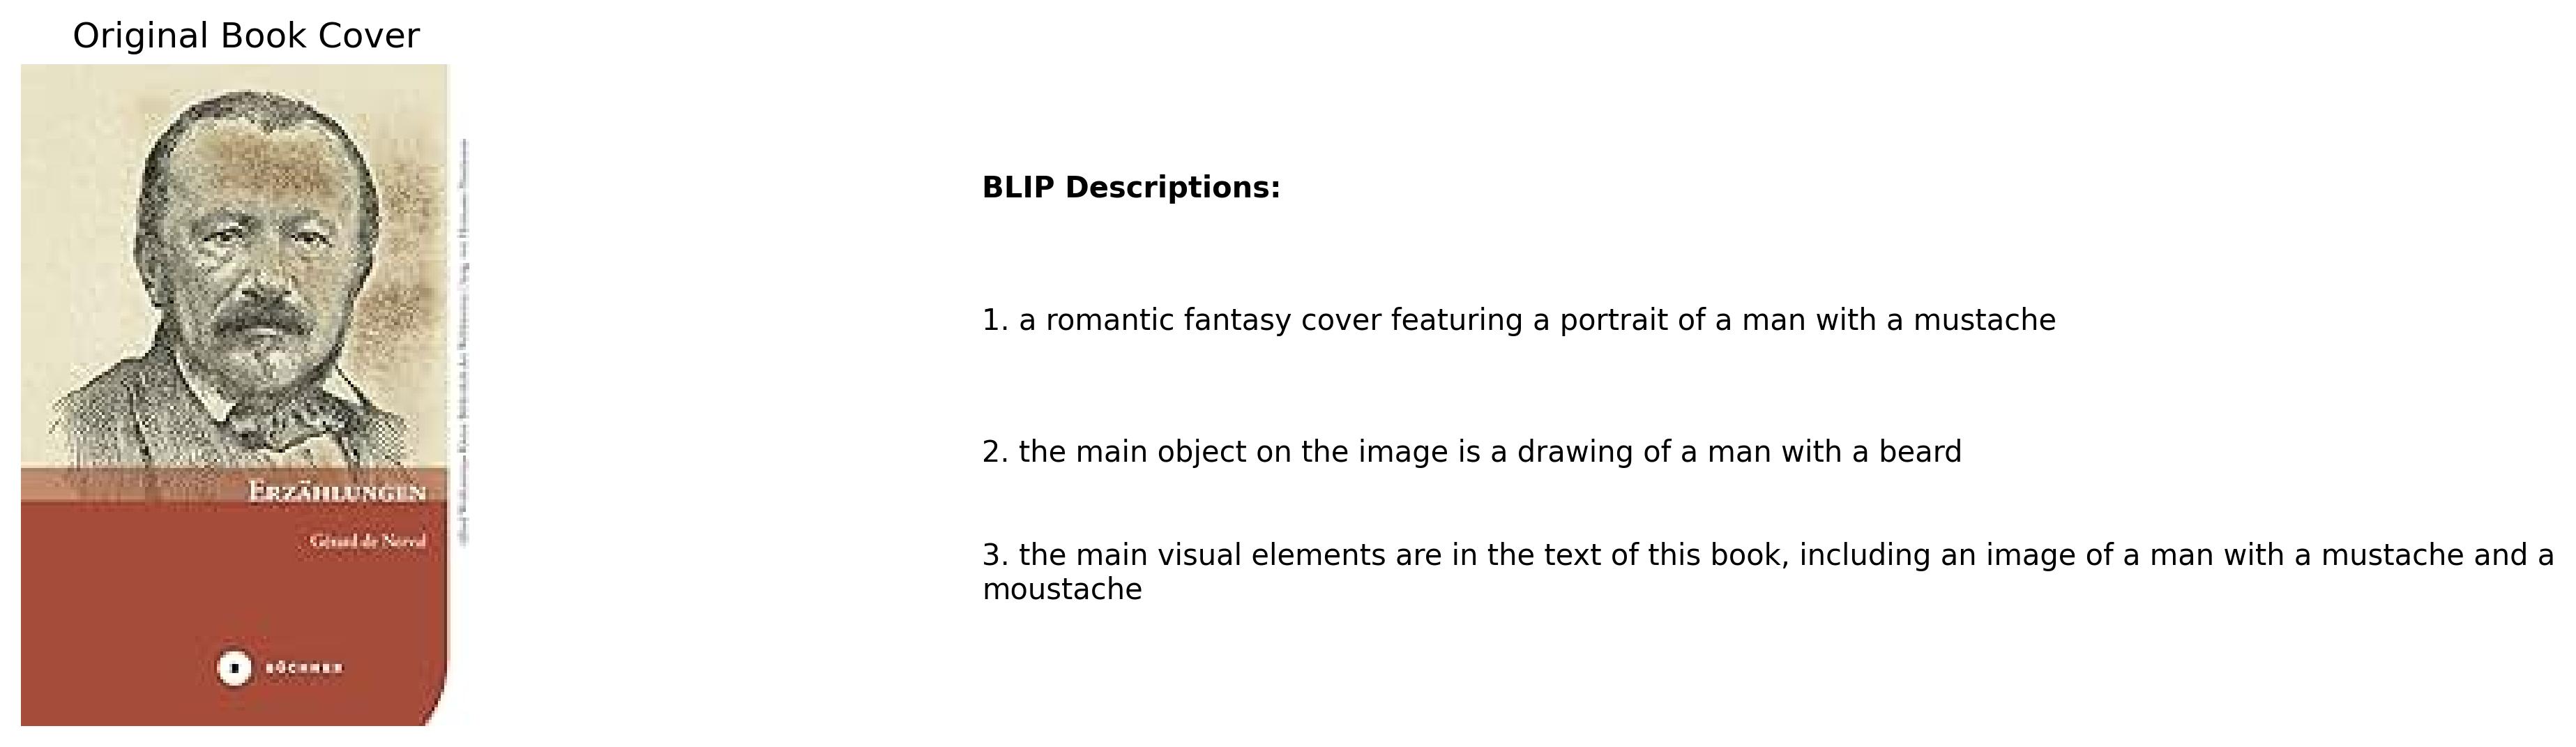 Original Book Cover
ERZÄHLUNGEN
Gérard de Nerval
BÜCHNER
BLIP Descriptions:
1. a romantic fantasy cover featuring a portrait of a man with a mustache
2. the main object on the image is a drawing of a man with a beard
3. the main visual elements are in the text of this book, including an image of a man with a mustache and a
moustache